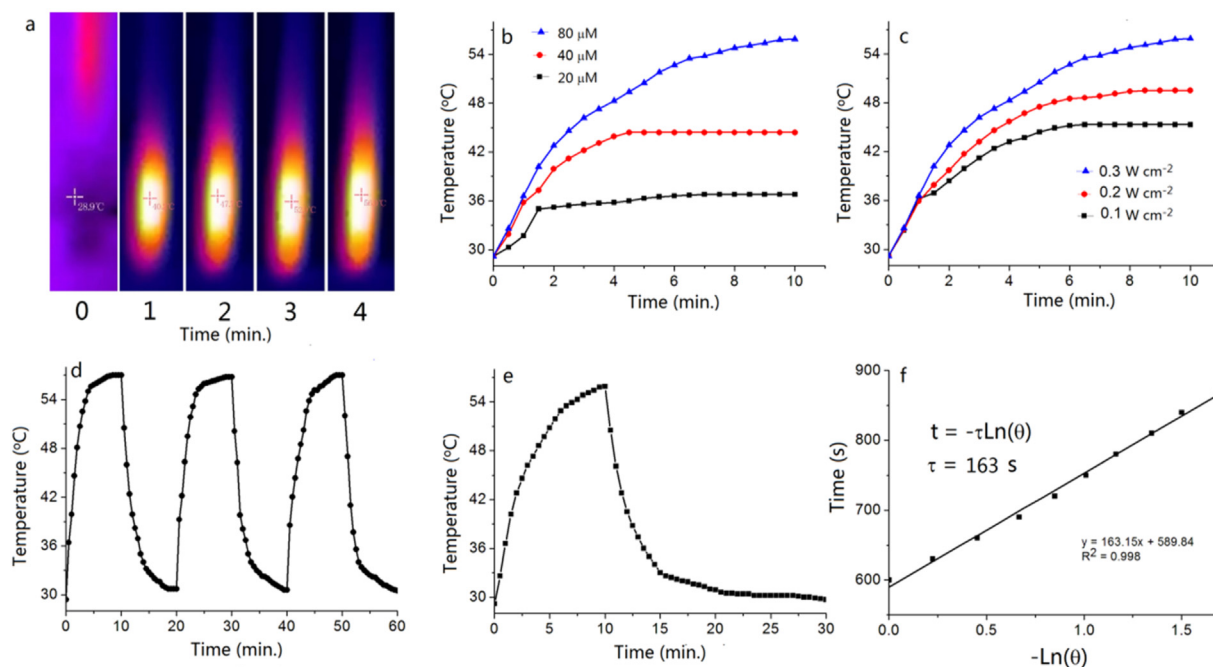 a
28.9℃
0
1
2
3
4
Time (min.)
b
80 μM
40 μM
20 μM
Temperature (ºC)
56
48
42
36
30
0
2
4
6
8
10
Time (min.)
c
0.3 W cm-2
0.2 W cm-2
0.1 W cm-2
Temperature (ºC)
54
48
42
36
30
0
2
4
6
8
10
Time (min.)
d
Temperature (ºC)
54
48
42
36
30
0
10
20
30
40
50
60
Time (min.)
e
Temperature (ºC)
54
48
42
36
30
0
10
20
30
Time (min.)
f
t = -τLn(θ)
τ = 163 s
y = 163.15x + 589.84
R2 = 0.998
Time (s)
900
800
700
600
0.0
0.5
1.0
1.5
-Ln(θ)